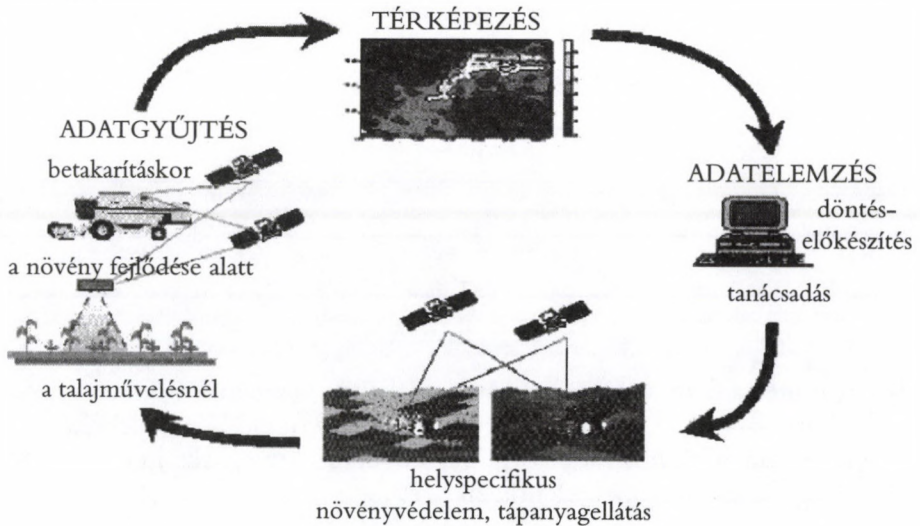 TÉRKÉPEZÉS
ADATGYŰJTÉS
betakarításkor
a növény fejlődése alatt
a talajművelésnél
ADATELEMZÉS
döntés-
előkészítés
tanácsadás
helyspecifikus
növényvédelem, tápanyagellátás